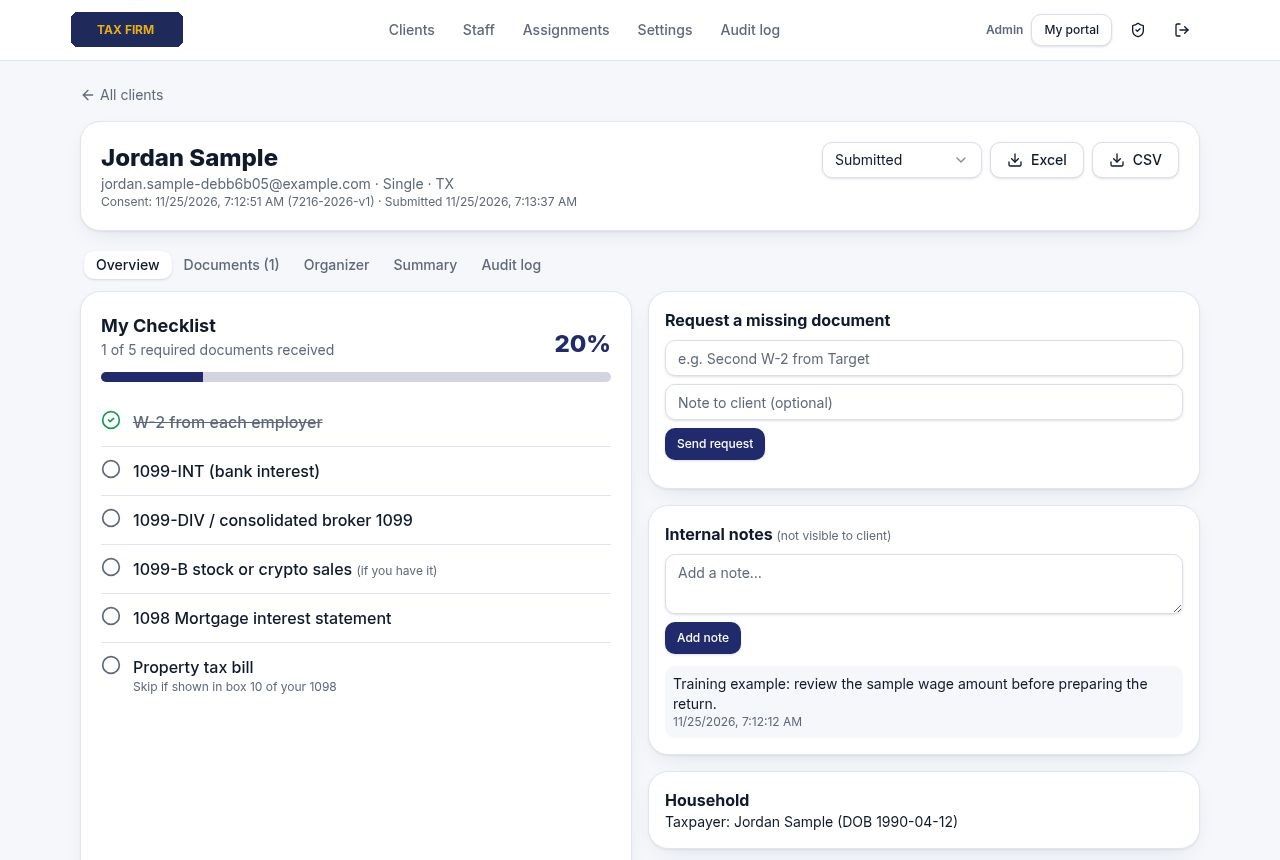 TAX FIRM
Clients
Staff
Assignments
Settings
Audit log
Admin
My portal
All clients
Jordan Sample
jordan.sample-debb6b05@example.com · Single · TX
Consent: 11/25/2026, 7:12:51 AM (7216-2026-v1) · Submitted 11/25/2026, 7:13:37 AM
Submitted
Excel
CSV
Overview
Documents (1)
Organizer
Summary
Audit log
My Checklist
1 of 5 required documents received
20%
W-2 from each employer
1099-INT (bank interest)
1099-DIV / consolidated broker 1099
1099-B stock or crypto sales (if you have it)
1098 Mortgage interest statement
Property tax bill
Skip if shown in box 10 of your 1098
Request a missing document
e.g. Second W-2 from Target
Note to client (optional)
Send request
Internal notes (not visible to client)
Add a note...
Add note
Training example: review the sample wage amount before preparing the
return.
11/25/2026, 7:12:12 AM
Household
Taxpayer: Jordan Sample (DOB 1990-04-12)